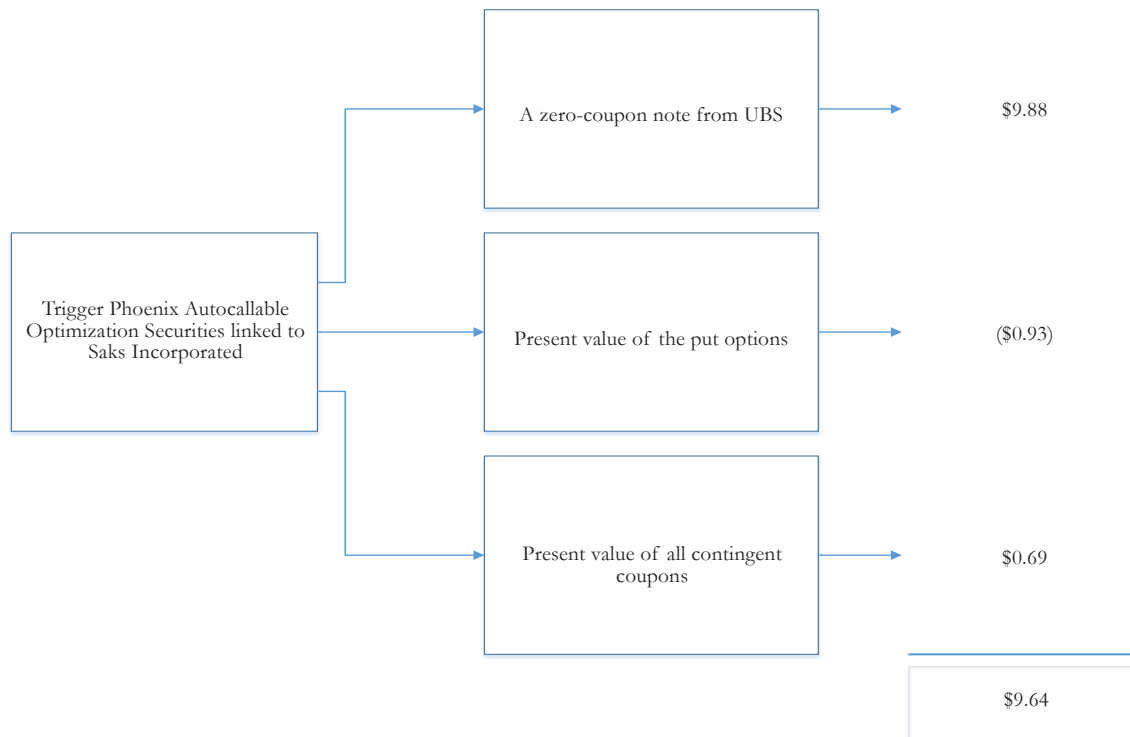 A zero-coupon note from UBS
$9.88
Trigger Phoenix Autocallable
Optimization Securities linked to
Saks Incorporated
Present value of the put options
($0.93)
Present value of all contingent
coupons
$0.69
$9.64